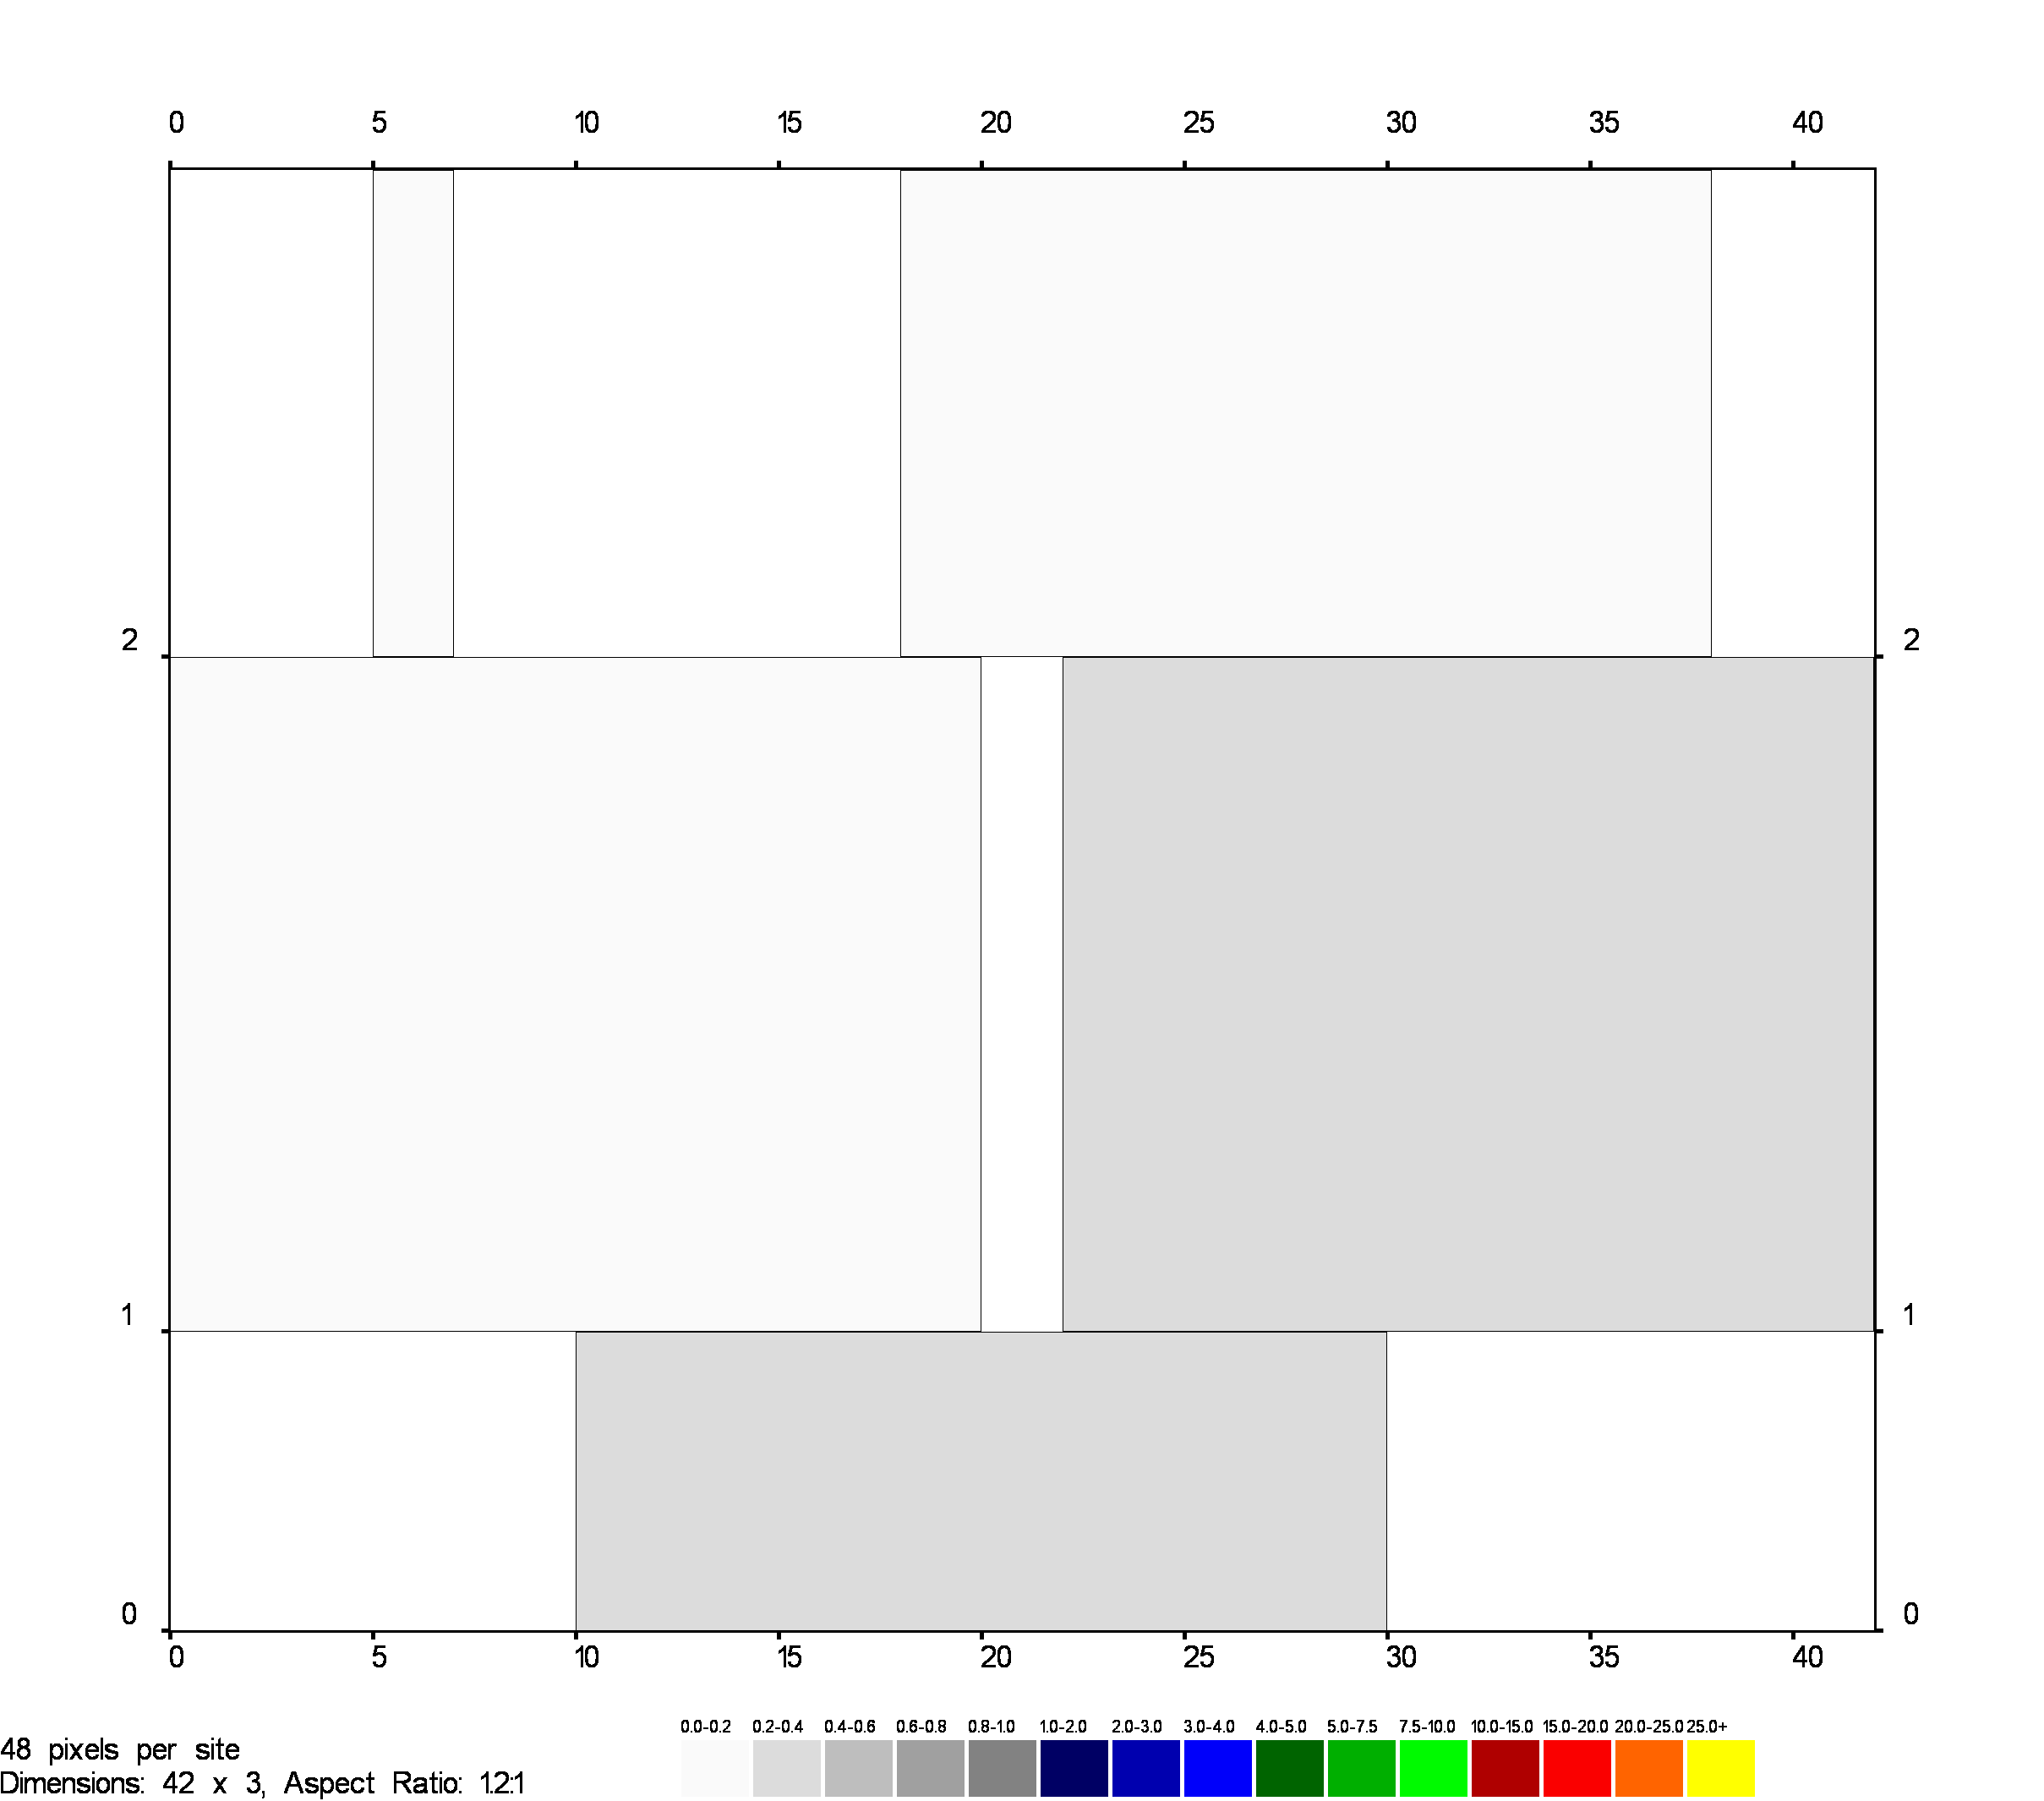 0 5 10 15 20 25 30 35 40
2 2
1 1
0 0
0 5 10 15 20 25 30 35 40
0.0-0.2 0.2-0.4 0.4-0.6 0.6-0.8 0.8-1.0 1.0-2.0 2.0-3.0 3.0-4.0 4.0-5.0 5.0-7.5 7.5-10.0 10.0-15.0 15.0-20.0 20.0-25.0 25.0+
48 pixels per site
Dimensions: 42 x 3, Aspect Ratio: 1.2:1